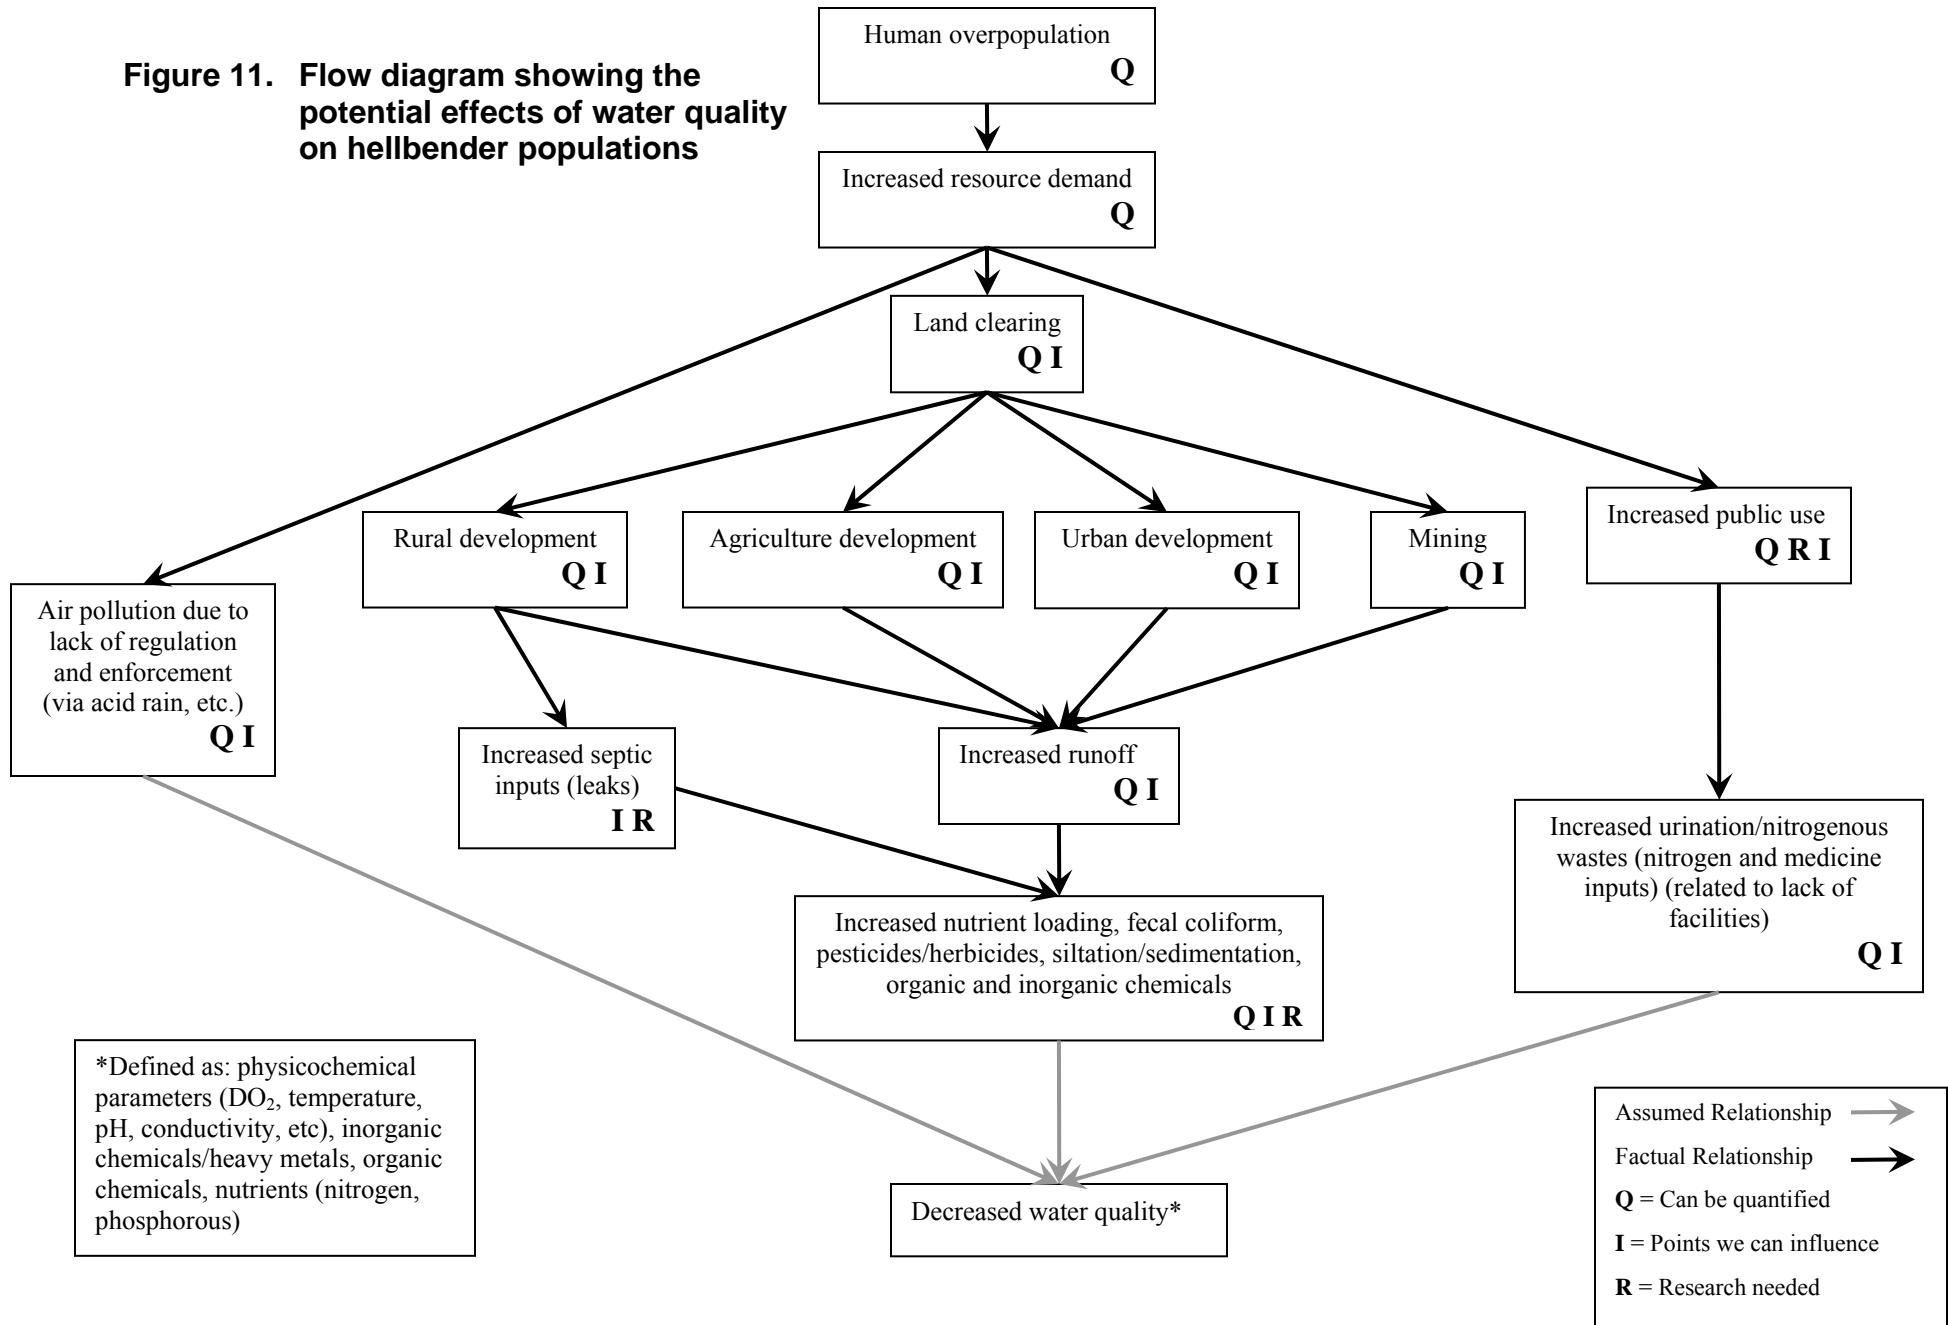 Human overpopulation
Q
Figure 11. Flow diagram showing the
potential effects of water quality
on hellbender populations
Increased resource demand
Q
Land clearing
Q I
Rural development
Q I
Agriculture development
Q I
Urban development
Q I
Mining
Q I
Increased public use
Q R I
Air pollution due to
lack of regulation
and enforcement
(via acid rain, etc.)
Q I
Increased septic
inputs (leaks)
I R
Increased runoff
Q I
Increased urination/nitrogenous
wastes (nitrogen and medicine
inputs) (related to lack of
facilities)
Q I
Increased nutrient loading, fecal coliform,
pesticides/herbicides, siltation/sedimentation,
organic and inorganic chemicals
Q I R
*Defined as: physicochemical
parameters (DO₂, temperature,
pH, conductivity, etc), inorganic
chemicals/heavy metals, organic
chemicals, nutrients (nitrogen,
phosphorous)
Decreased water quality*
Assumed Relationship
Factual Relationship
Q = Can be quantified
I = Points we can influence
R = Research needed